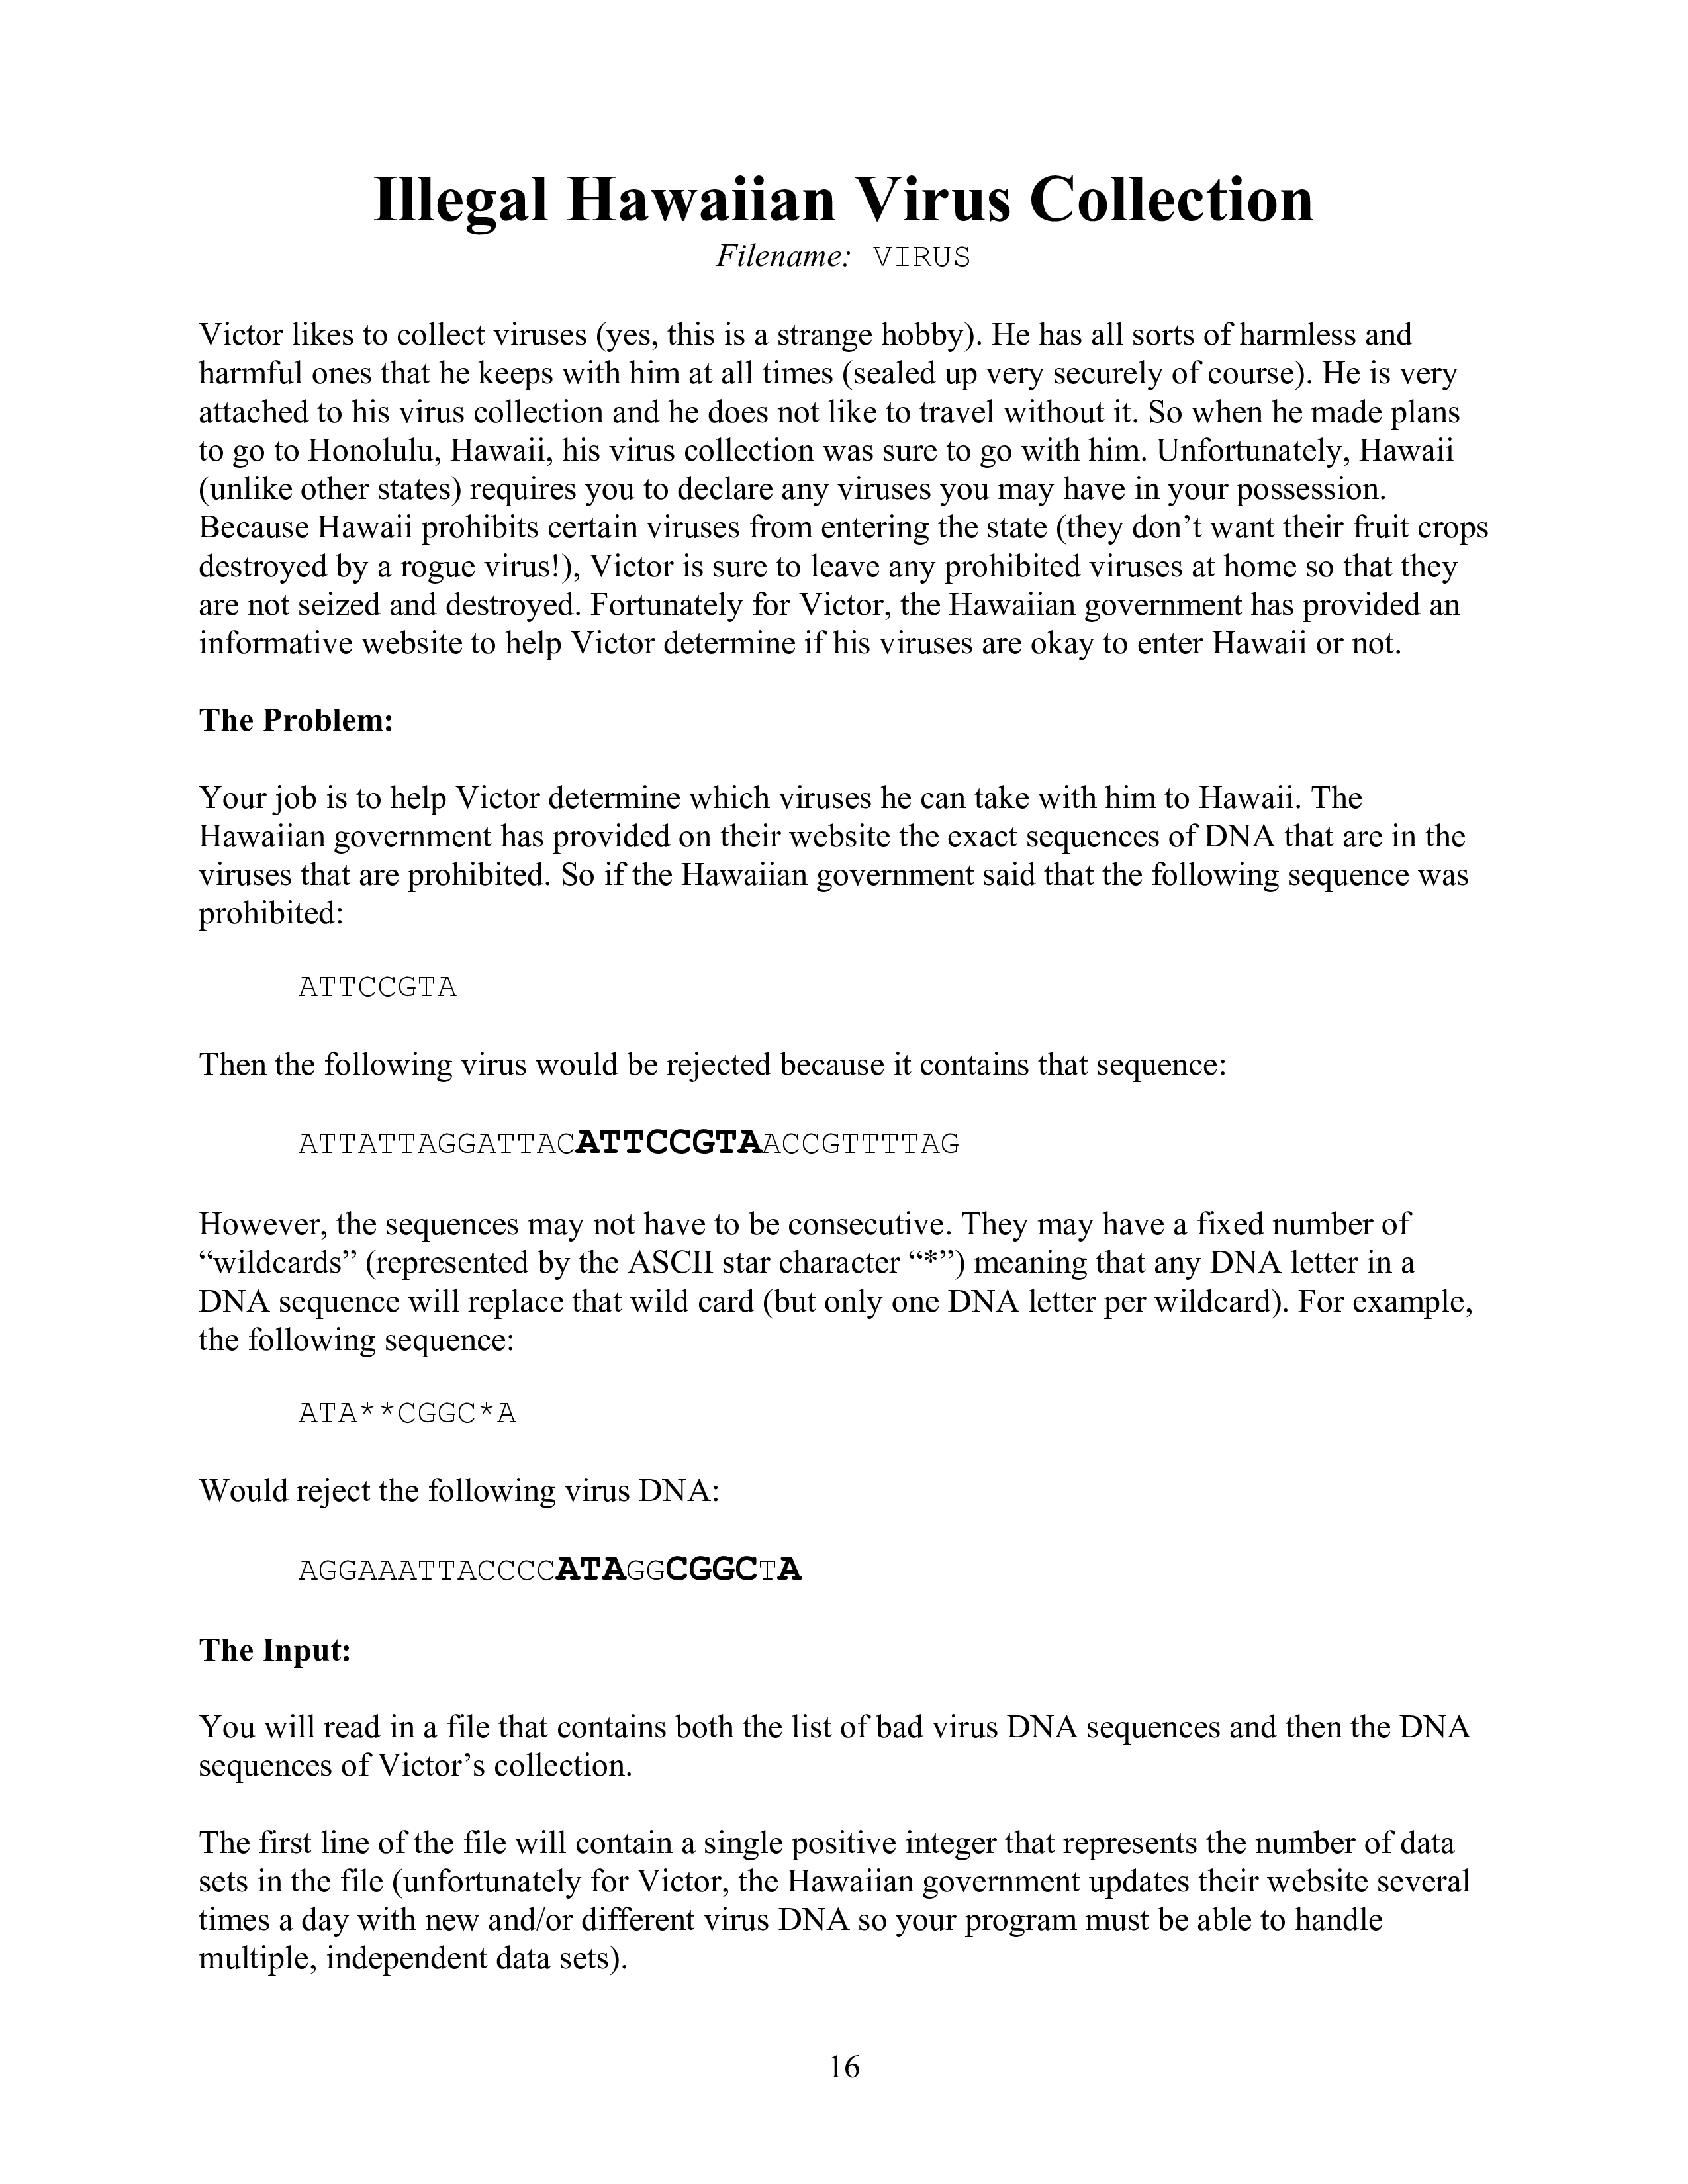 Illegal Hawaiian Virus Collection
Filename: VIRUS
Victor likes to collect viruses (yes, this is a strange hobby). He has all sorts of harmless and
harmful ones that he keeps with him at all times (sealed up very securely of course). He is very
attached to his virus collection and he does not like to travel without it. So when he made plans
to go to Honolulu, Hawaii, his virus collection was sure to go with him. Unfortunately, Hawaii
(unlike other states) requires you to declare any viruses you may have in your possession.
Because Hawaii prohibits certain viruses from entering the state (they don’t want their fruit crops
destroyed by a rogue virus!), Victor is sure to leave any prohibited viruses at home so that they
are not seized and destroyed. Fortunately for Victor, the Hawaiian government has provided an
informative website to help Victor determine if his viruses are okay to enter Hawaii or not.
The Problem:
Your job is to help Victor determine which viruses he can take with him to Hawaii. The
Hawaiian government has provided on their website the exact sequences of DNA that are in the
viruses that are prohibited. So if the Hawaiian government said that the following sequence was
prohibited:
ATTCCGTA
Then the following virus would be rejected because it contains that sequence:
ATTATTAGGATTACATTCCGTAACCGTTTTAG
However, the sequences may not have to be consecutive. They may have a fixed number of
“wildcards” (represented by the ASCII star character “*”) meaning that any DNA letter in a
DNA sequence will replace that wild card (but only one DNA letter per wildcard). For example,
the following sequence:
ATA**CGGC*A
Would reject the following virus DNA:
AGGAAATTACCCCATAGGCGGCTA
The Input:
You will read in a file that contains both the list of bad virus DNA sequences and then the DNA
sequences of Victor’s collection.
The first line of the file will contain a single positive integer that represents the number of data
sets in the file (unfortunately for Victor, the Hawaiian government updates their website several
times a day with new and/or different virus DNA so your program must be able to handle
multiple, independent data sets).
16